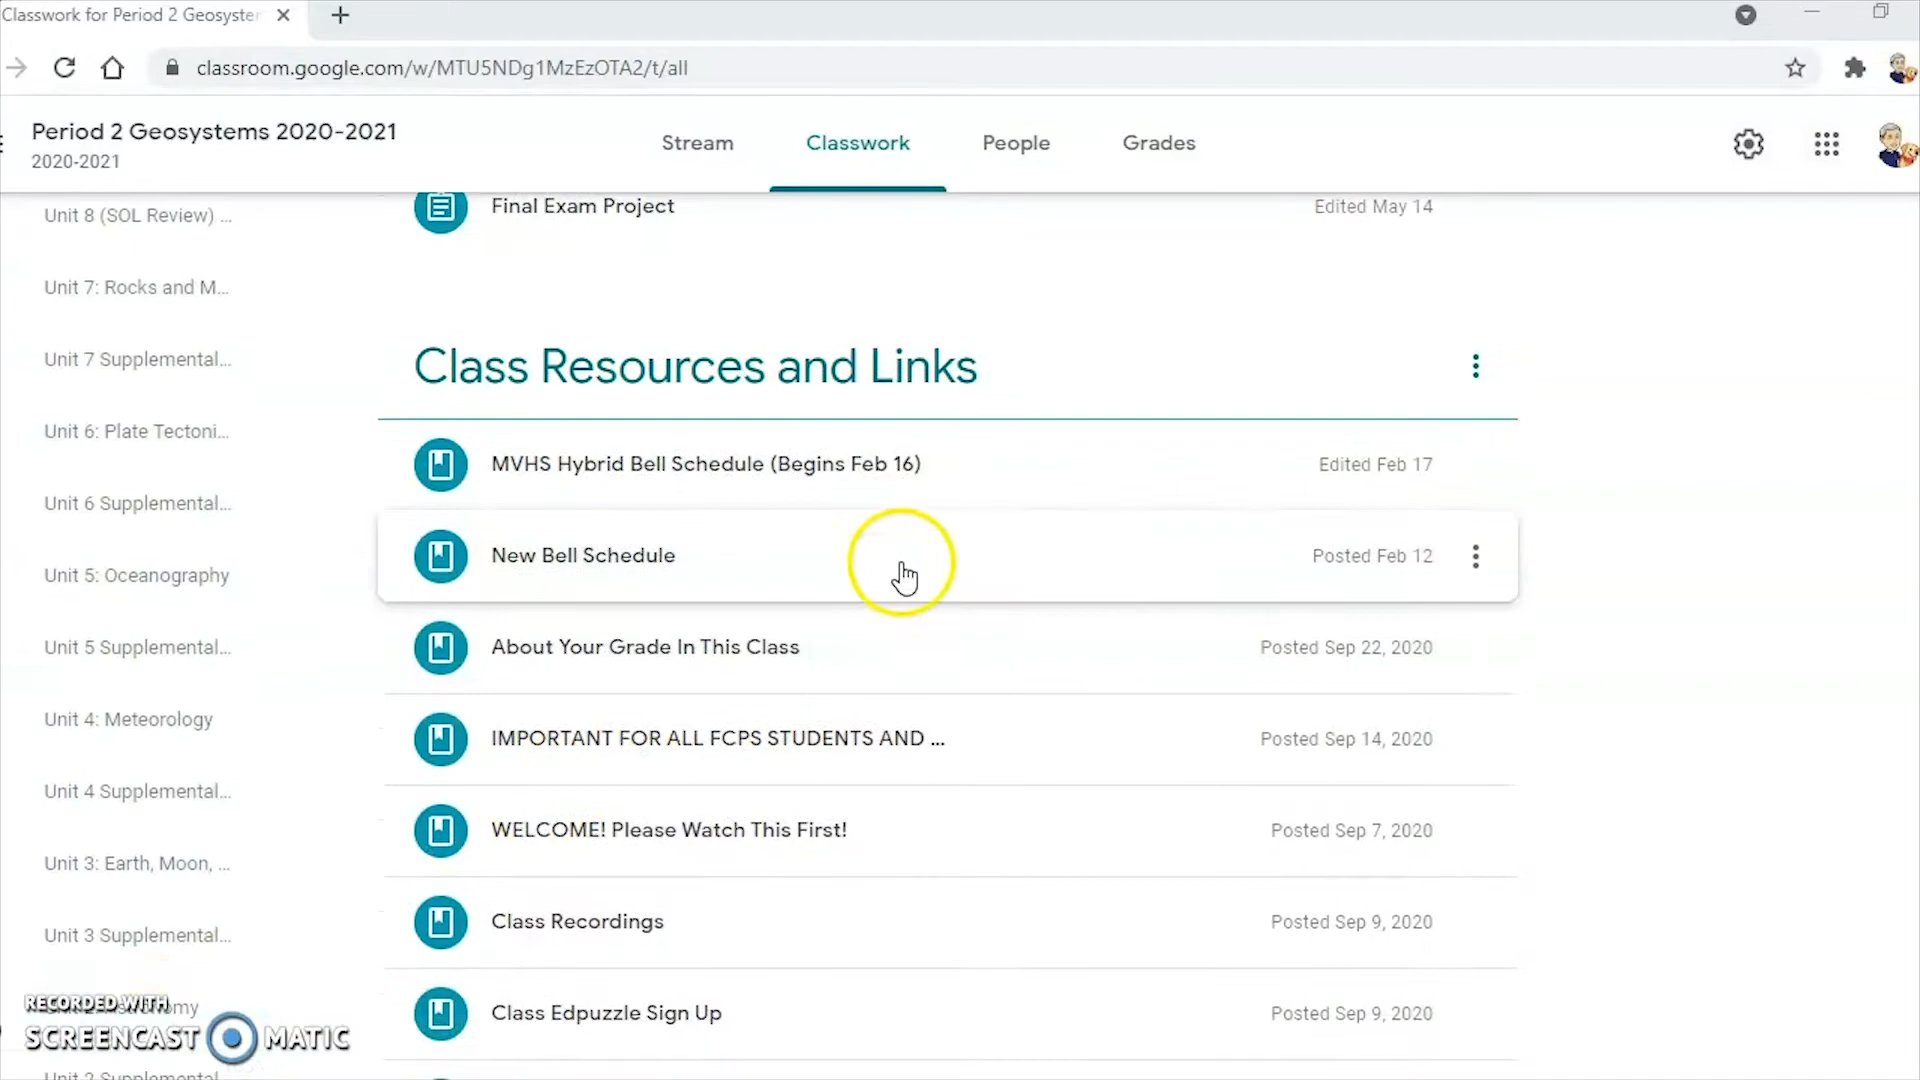 Classwork for Period 2 Geosyster
classroom.google.com/w/MTU5NDg1MzEzOTA2/t/all
Period 2 Geosystems 2020-2021
2020-2021
Stream
Classwork
People
Grades
Unit 8 (SOL Review) ...
Unit 7: Rocks and M...
Unit 7 Supplemental...
Unit 6: Plate Tectoni...
Unit 6 Supplemental...
Unit 5: Oceanography
Unit 5 Supplemental...
Unit 4: Meteorology
Unit 4 Supplemental...
Unit 3: Earth, Moon, ...
Unit 3 Supplemental...
Final Exam Project Edited May 14
Class Resources and Links
MVHS Hybrid Bell Schedule (Begins Feb 16) Edited Feb 17
New Bell Schedule Posted Feb 12
About Your Grade In This Class Posted Sep 22, 2020
IMPORTANT FOR ALL FCPS STUDENTS AND ... Posted Sep 14, 2020
WELCOME! Please Watch This First! Posted Sep 7, 2020
Class Recordings Posted Sep 9, 2020
Class Edpuzzle Sign Up Posted Sep 9, 2020
RECORDED WITH
SCREENCAST MATIC